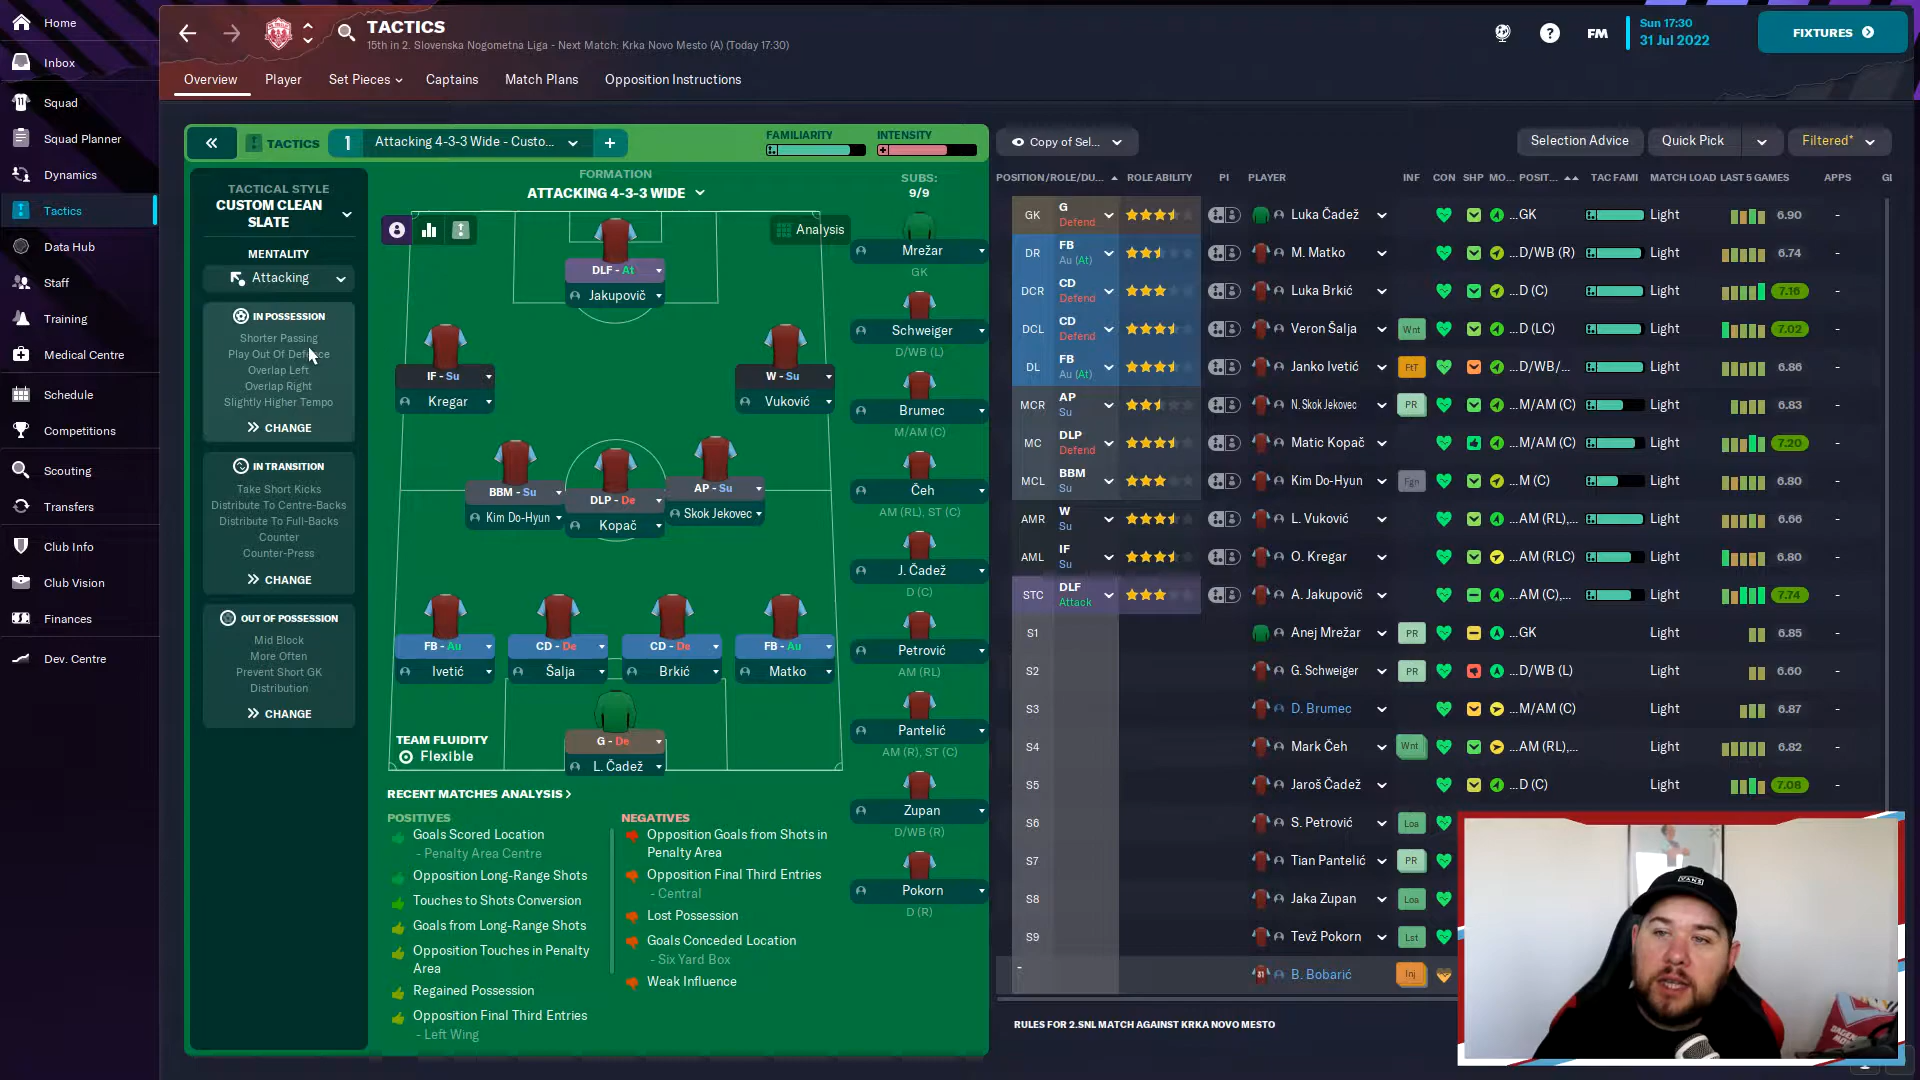 Home
Inbox
Squad
Squad Planner
Dynamics
Tactics
Data Hub
Staff
Training
Medical Centre
Schedule
Competitions
Scouting
Transfers
Club Info
Club Vision
Finances
Dev. Centre
TACTICS
15th in 2. Slovenska Nogometna Liga - Next Match: Krka Novo Mesto (A) (Today 17:30)
FM
Sun 17:30
31 Jul 2022
FIXTURES
Overview
Player
Set Pieces
Captains
Match Plans
Opposition Instructions
TACTICS
1
Attacking 4-3-3 Wide - Custo...
FAMILIARITY
INTENSITY
TACTICAL STYLE
CUSTOM CLEAN
SLATE
MENTALITY
Attacking
IN POSSESSION
Shorter Passing
Play Out Of Defence
Overlap Left
Overlap Right
Slightly Higher Tempo
CHANGE
IN TRANSITION
Take Short Kicks
Distribute To Centre-Backs
Distribute To Full-Backs
Counter
Counter-Press
CHANGE
OUT OF POSSESSION
Mid Block
More Often
Prevent Short GK
Distribution
CHANGE
FORMATION
ATTACKING 4-3-3 WIDE
SUBS:
9/9
Analysis
DLF - At
Jakupovič
IF - Su
Kregar
W - Su
Vuković
BBM - Su
Kim Do-Hyun
DLP - De
Kopač
AP - Su
Skok Jekovec
FB - Au
Ivetić
CD - De
Šalja
CD - De
Brkić
FB - Au
Matko
G - De
L. Čadež
TEAM FLUIDITY
Flexible
Mrežar
GK
Schweiger
D/WB (L)
Brumec
M/AM (C)
Čeh
AM (RL), ST (C)
J. Čadež
D (C)
Petrović
AM (RL)
Pantelić
AM (R), ST (C)
Zupan
D/WB (R)
Pokorn
D (R)
RECENT MATCHES ANALYSIS
POSITIVES
Goals Scored Location
- Penalty Area Centre
Opposition Long-Range Shots
Touches to Shots Conversion
Goals from Long-Range Shots
Opposition Touches in Penalty
Area
Regained Possession
Opposition Final Third Entries
- Left Wing
NEGATIVES
Opposition Goals from Shots in
Penalty Area
Opposition Final Third Entries
- Central
Lost Possession
Goals Conceded Location
- Six Yard Box
Weak Influence
Copy of Sel...
Selection Advice
Quick Pick
Filtered*
POSITION/ROLE/DU... ROLE ABILITY PI PLAYER INF CON SHP MO... POSIT... TAC FAMI MATCH LOAD LAST 5 GAMES APPS GI
GK G Defend Luka Čadež ...GK Light 6.90 -
DR FB Au (At) M. Matko ...D/WB (R) Light 6.74 -
DCR CD Defend Luka Brkić ...D (C) Light 7.16 -
DCL CD Defend Veron Šalja Wnt ...D (LC) Light 7.02 -
DL FB Au (At) Janko Ivetić FtT ...D/WB/... Light 6.86 -
MCR AP Su N. Skok Jekovec PR ...M/AM (C) Light 6.83 -
MC DLP Defend Matic Kopač ...M/AM (C) Light 7.20 -
MCL BBM Su Kim Do-Hyun Fgn ...M (C) Light 6.80 -
AMR W Su L. Vuković ...AM (RL),... Light 6.66 -
AML IF Su O. Kregar ...AM (RLC) Light 6.80 -
STC DLF Attack A. Jakupovič ...AM (C),... Light 7.74 -
S1 Anej Mrežar PR ...GK Light 6.85 -
S2 G. Schweiger PR ...D/WB (L) Light 6.60 -
S3 D. Brumec ...M/AM (C) Light 6.87 -
S4 Mark Čeh Wnt ...AM (RL),... Light 6.82 -
S5 Jaroš Čadež ...D (C) Light 7.08 -
S6 S. Petrović Loa
S7 Tian Pantelić PR
S8 Jaka Zupan Loa
S9 Tevž Pokorn Lst
- B. Bobarić Inj
RULES FOR 2.SNL MATCH AGAINST KRKA NOVO MESTO
VANS